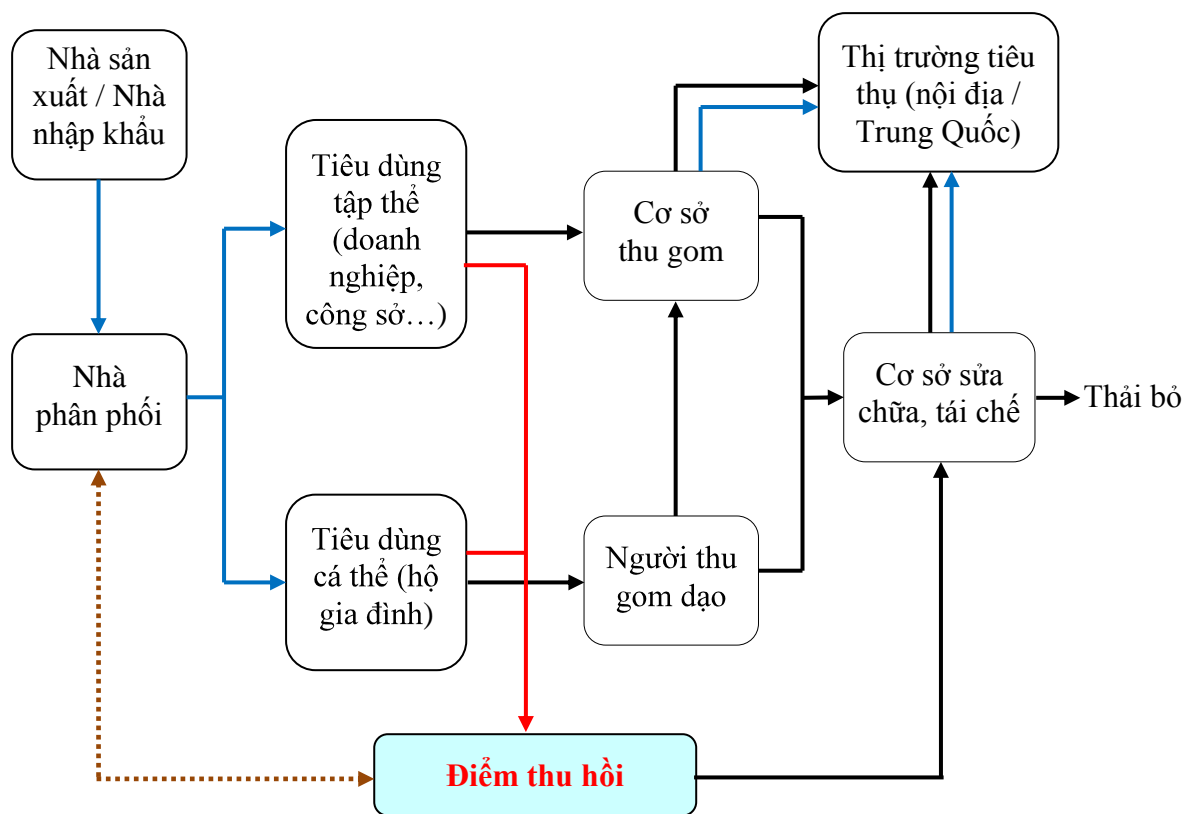 Nhà sản
xuất / Nhà
nhập khẩu
Thị trường tiêu
thụ (nội địa /
Trung Quốc)
Tiêu dùng
tập thể
(doanh
nghiệp,
công sở…)
Cơ sở
thu gom
Nhà
phân phối
Cơ sở sửa
chữa, tái chế
Thải bỏ
Tiêu dùng
cá thể (hộ
gia đình)
Người thu
gom dạo
Điểm thu hồi